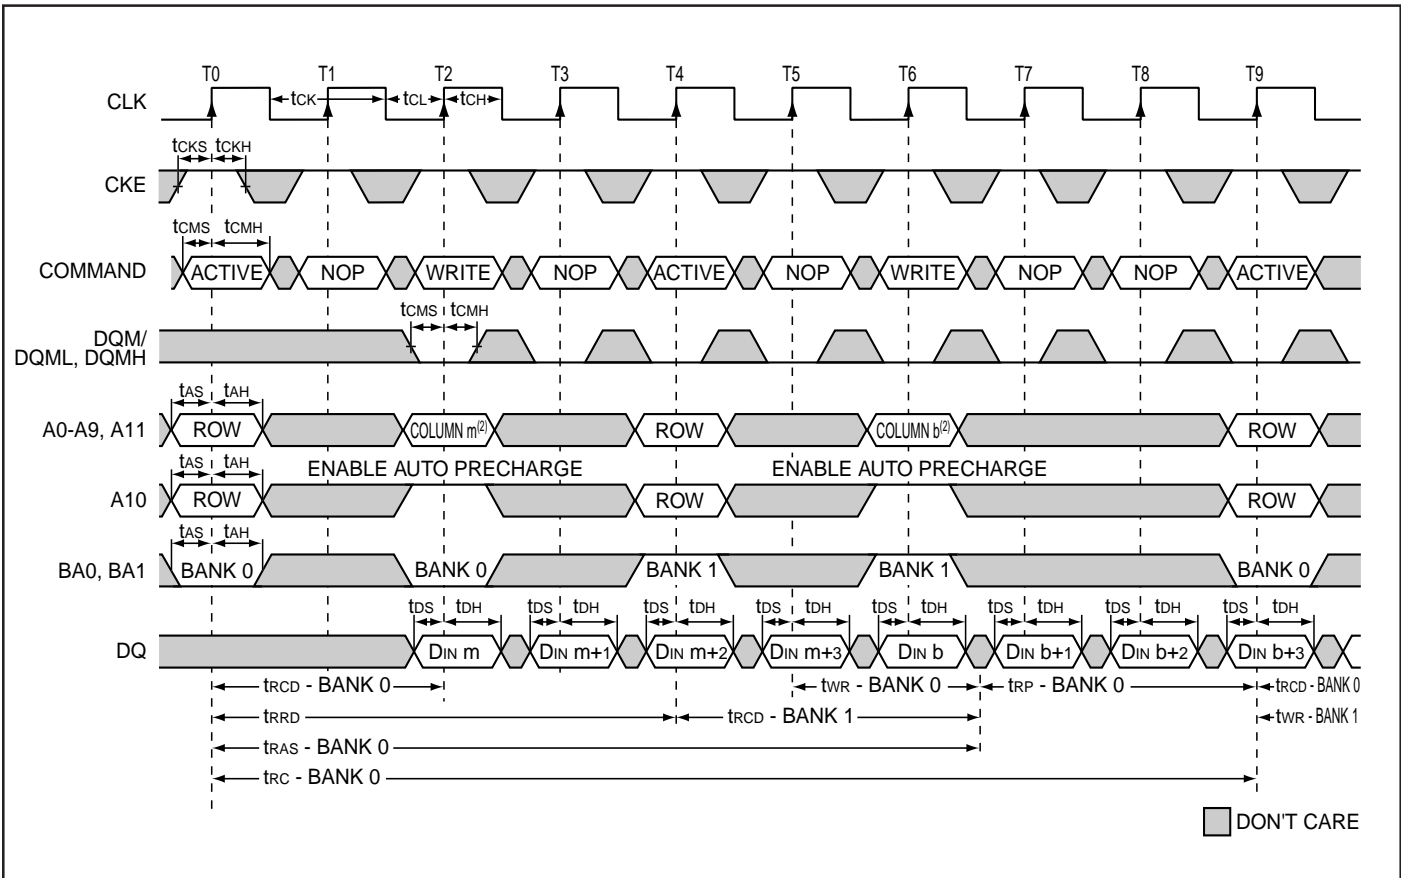 T0 T1 T2 T3 T4 T5 T6 T7 T8 T9
CLK tCK tCL tCH
tCKS tCKH
CKE
tCMS tCMH
COMMAND ACTIVE NOP WRITE NOP ACTIVE NOP WRITE NOP NOP ACTIVE
tCMS tCMH
DQM/
DQML, DQMH
tAS tAH
A0-A9, A11 ROW COLUMN m(2) ROW COLUMN b(2) ROW
tAS tAH ENABLE AUTO PRECHARGE ENABLE AUTO PRECHARGE
A10 ROW ROW ROW
tAS tAH
BA0, BA1 BANK 0 BANK 0 BANK 1 BANK 1 BANK 0
tDS tDH tDS tDH tDS tDH tDS tDH tDS tDH tDS tDH tDS tDH tDS tDH
DQ DIN m DIN m+1 DIN m+2 DIN m+3 DIN b DIN b+1 DIN b+2 DIN b+3
tRCD - BANK 0 tWR - BANK 0 tRP - BANK 0 tRCD - BANK 0
tRRD tRCD - BANK 1 tWR - BANK 1
tRAS - BANK 0
tRC - BANK 0
DON'T CARE